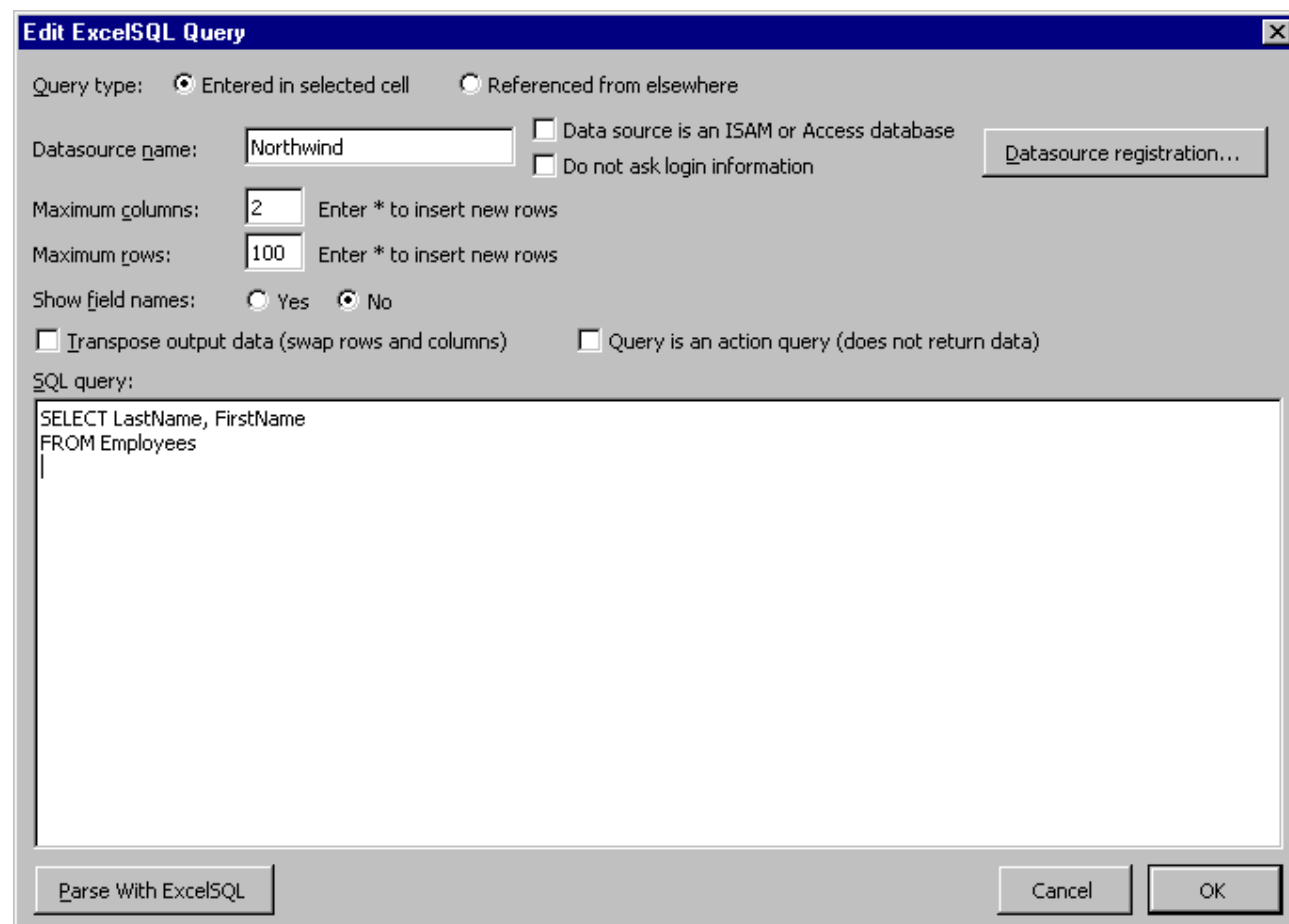 Edit ExcelSQL Query
Query type: Entered in selected cell Referenced from elsewhere
Datasource name: Northwind
Data source is an ISAM or Access database
Do not ask login information
Datasource registration...
Maximum columns: 2 Enter * to insert new rows
Maximum rows: 100 Enter * to insert new rows
Show field names: Yes No
Transpose output data (swap rows and columns) Query is an action query (does not return data)
SQL query:
SELECT LastName, FirstName
FROM Employees
Parse With ExcelSQL Cancel OK